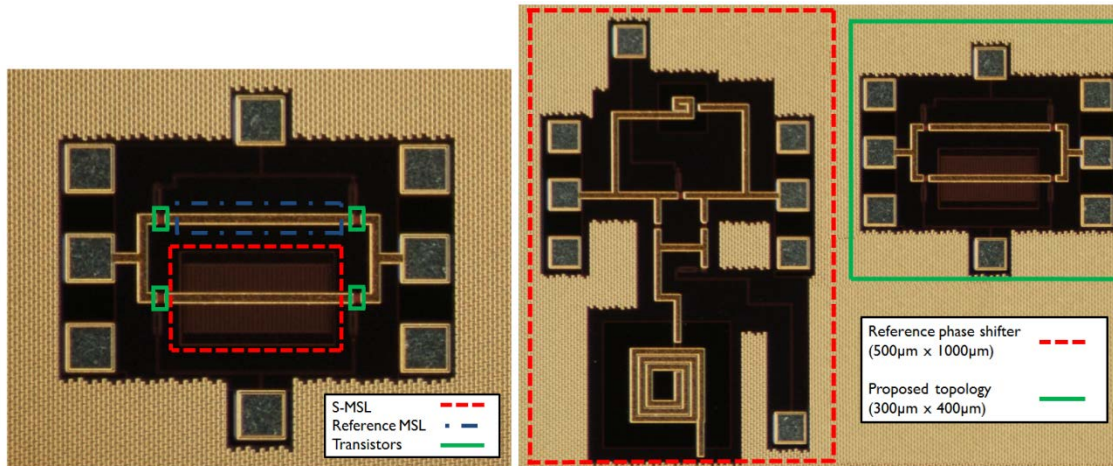 S-MSL
Reference MSL
Transistors
Reference phase shifter
(500µm x 1000µm)
Proposed topology
(300µm x 400µm)